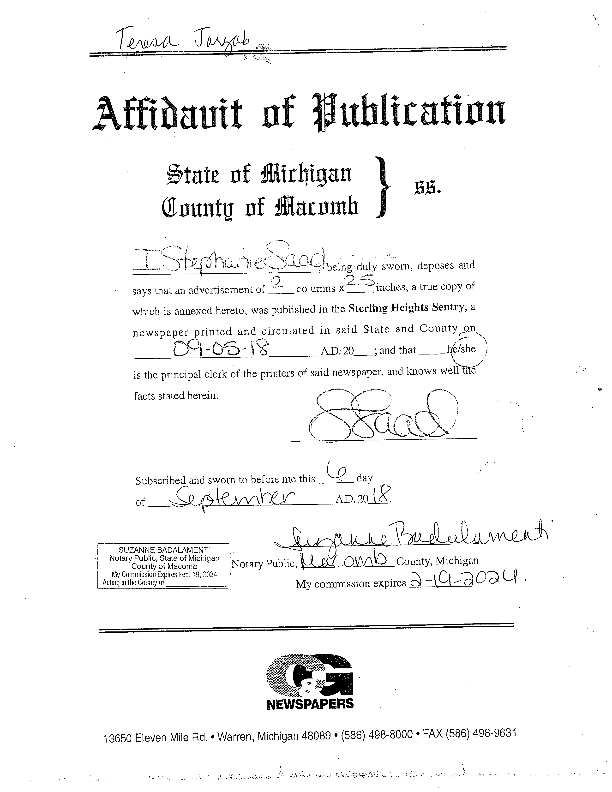 Teresa Jarzab
Affidavit of Publication
State of Michigan
County of Macomb } ss.
I Stephanie Saad, being duly sworn, deposes and
says that an advertisement of 2 columns x 2.5 inches, a true copy of
which is annexed hereto, was published in the Sterling Heights Sentry, a
newspaper printed and circulated in said State and County on
09-05-18 A.D. 20___; and that ____ he/she
is the principal clerk of the printers of said newspaper, and knows well the
facts stated herein.
SSaad
Subscribed and sworn to before me this 6 day
of September A.D. 2018.
Suzanne Badalamenti
SUZANNE BADALAMENTI
Notary Public, State of Michigan
County of Macomb
My Commission Expires Feb. 19, 2024
Acting in the County of
Notary Public, Macomb County, Michigan
My commission expires 2-19-2024.
C&G
NEWSPAPERS
13650 Eleven Mile Rd. • Warren, Michigan 48089 • (586) 498-8000 • FAX (586) 498-9631